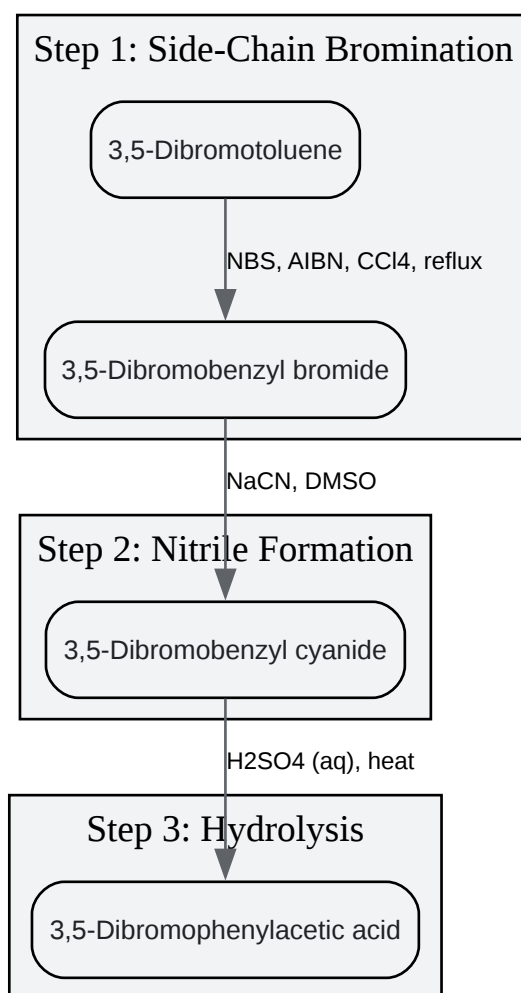 Step 1: Side-Chain Bromination
3,5-Dibromotoluene
NBS, AIBN, CCl4, reflux
3,5-Dibromobenzyl bromide
NaCN, DMSO
Step 2: Nitrile Formation
3,5-Dibromobenzyl cyanide
H2SO4 (aq), heat
Step 3: Hydrolysis
3,5-Dibromophenylacetic acid